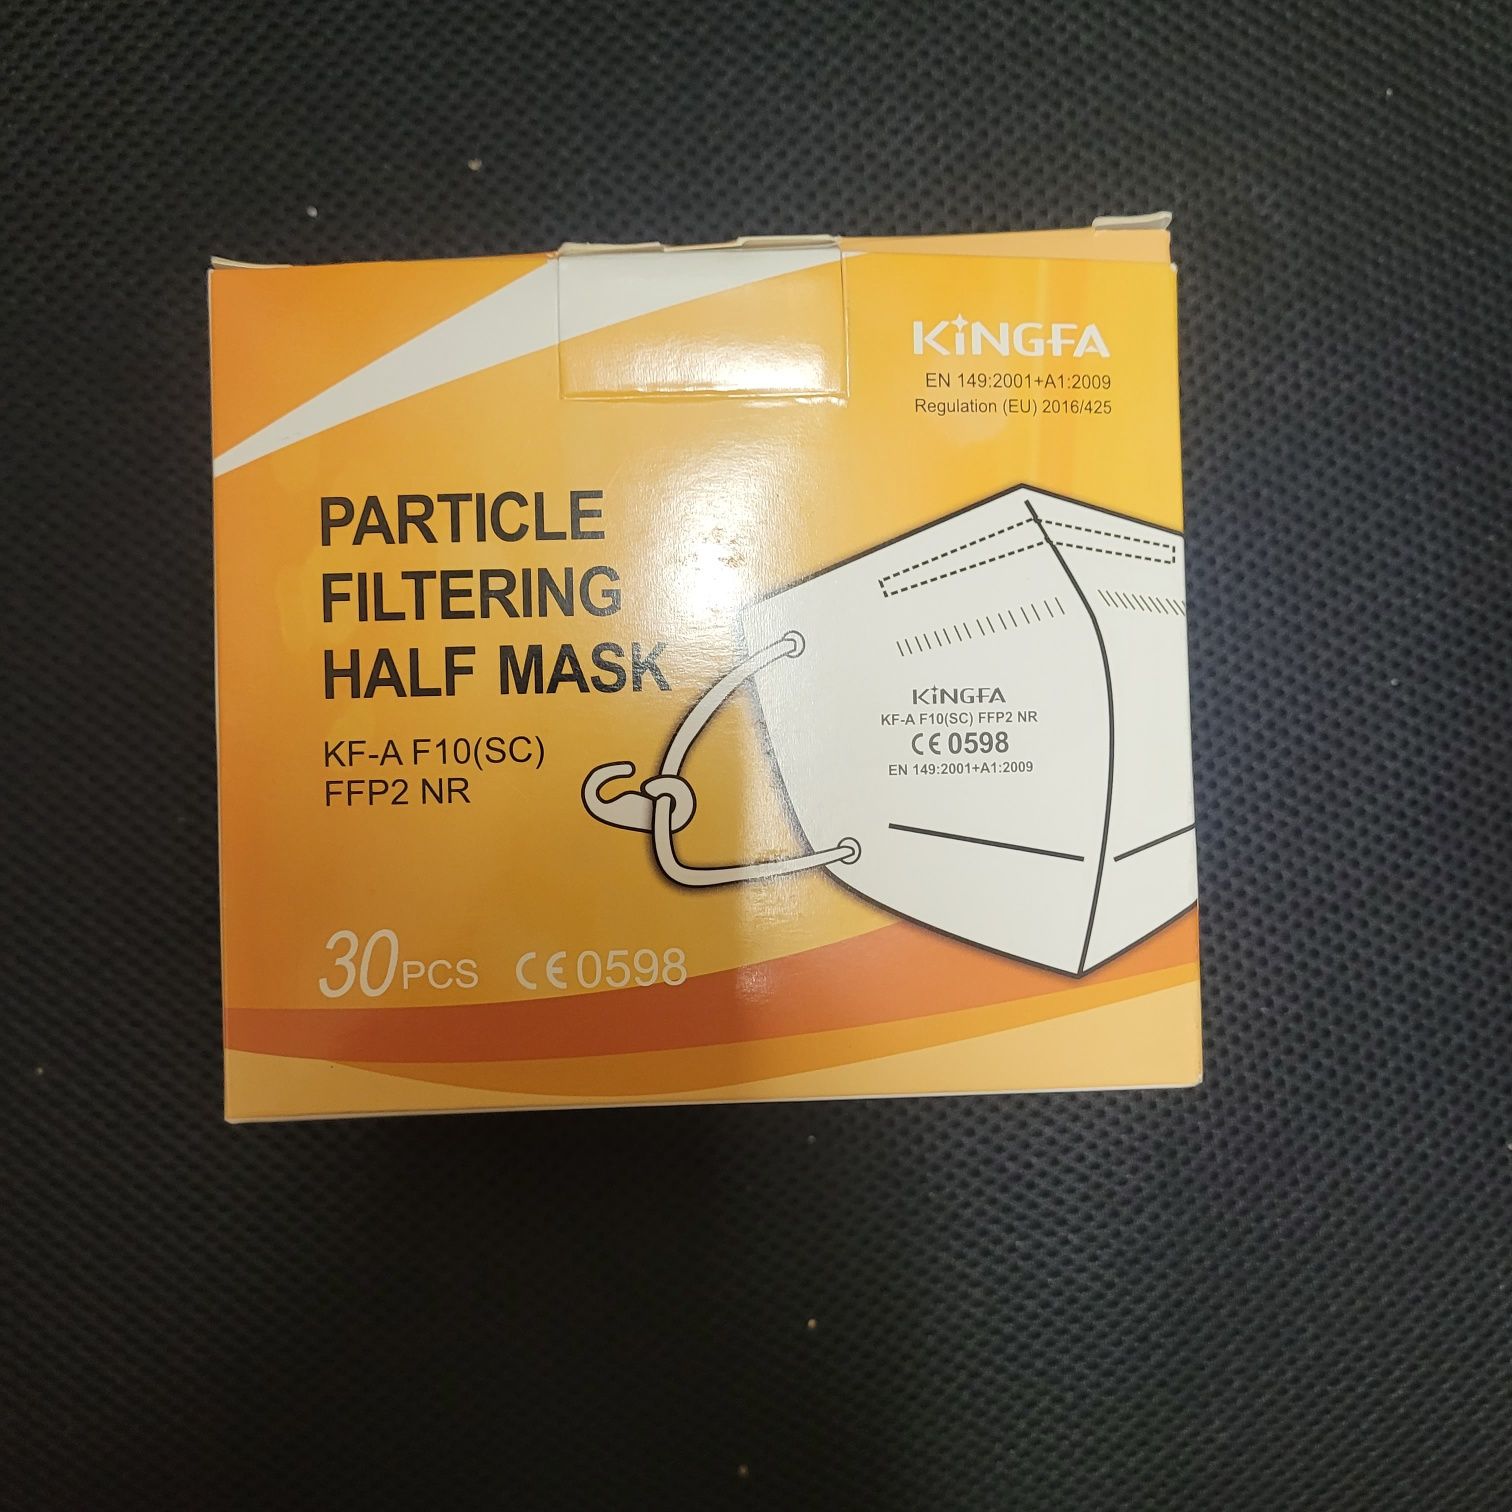 KiNGFA
EN 149:2001+A1:2009
Regulation (EU) 2016/425
PARTICLE
FILTERING
HALF MASK
KF-A F10(SC)
FFP2 NR
KiNGFA
KF-A F10(SC) FFP2 NR
CE 0598
EN 149:2001+A1:2009
30PCS CE0598